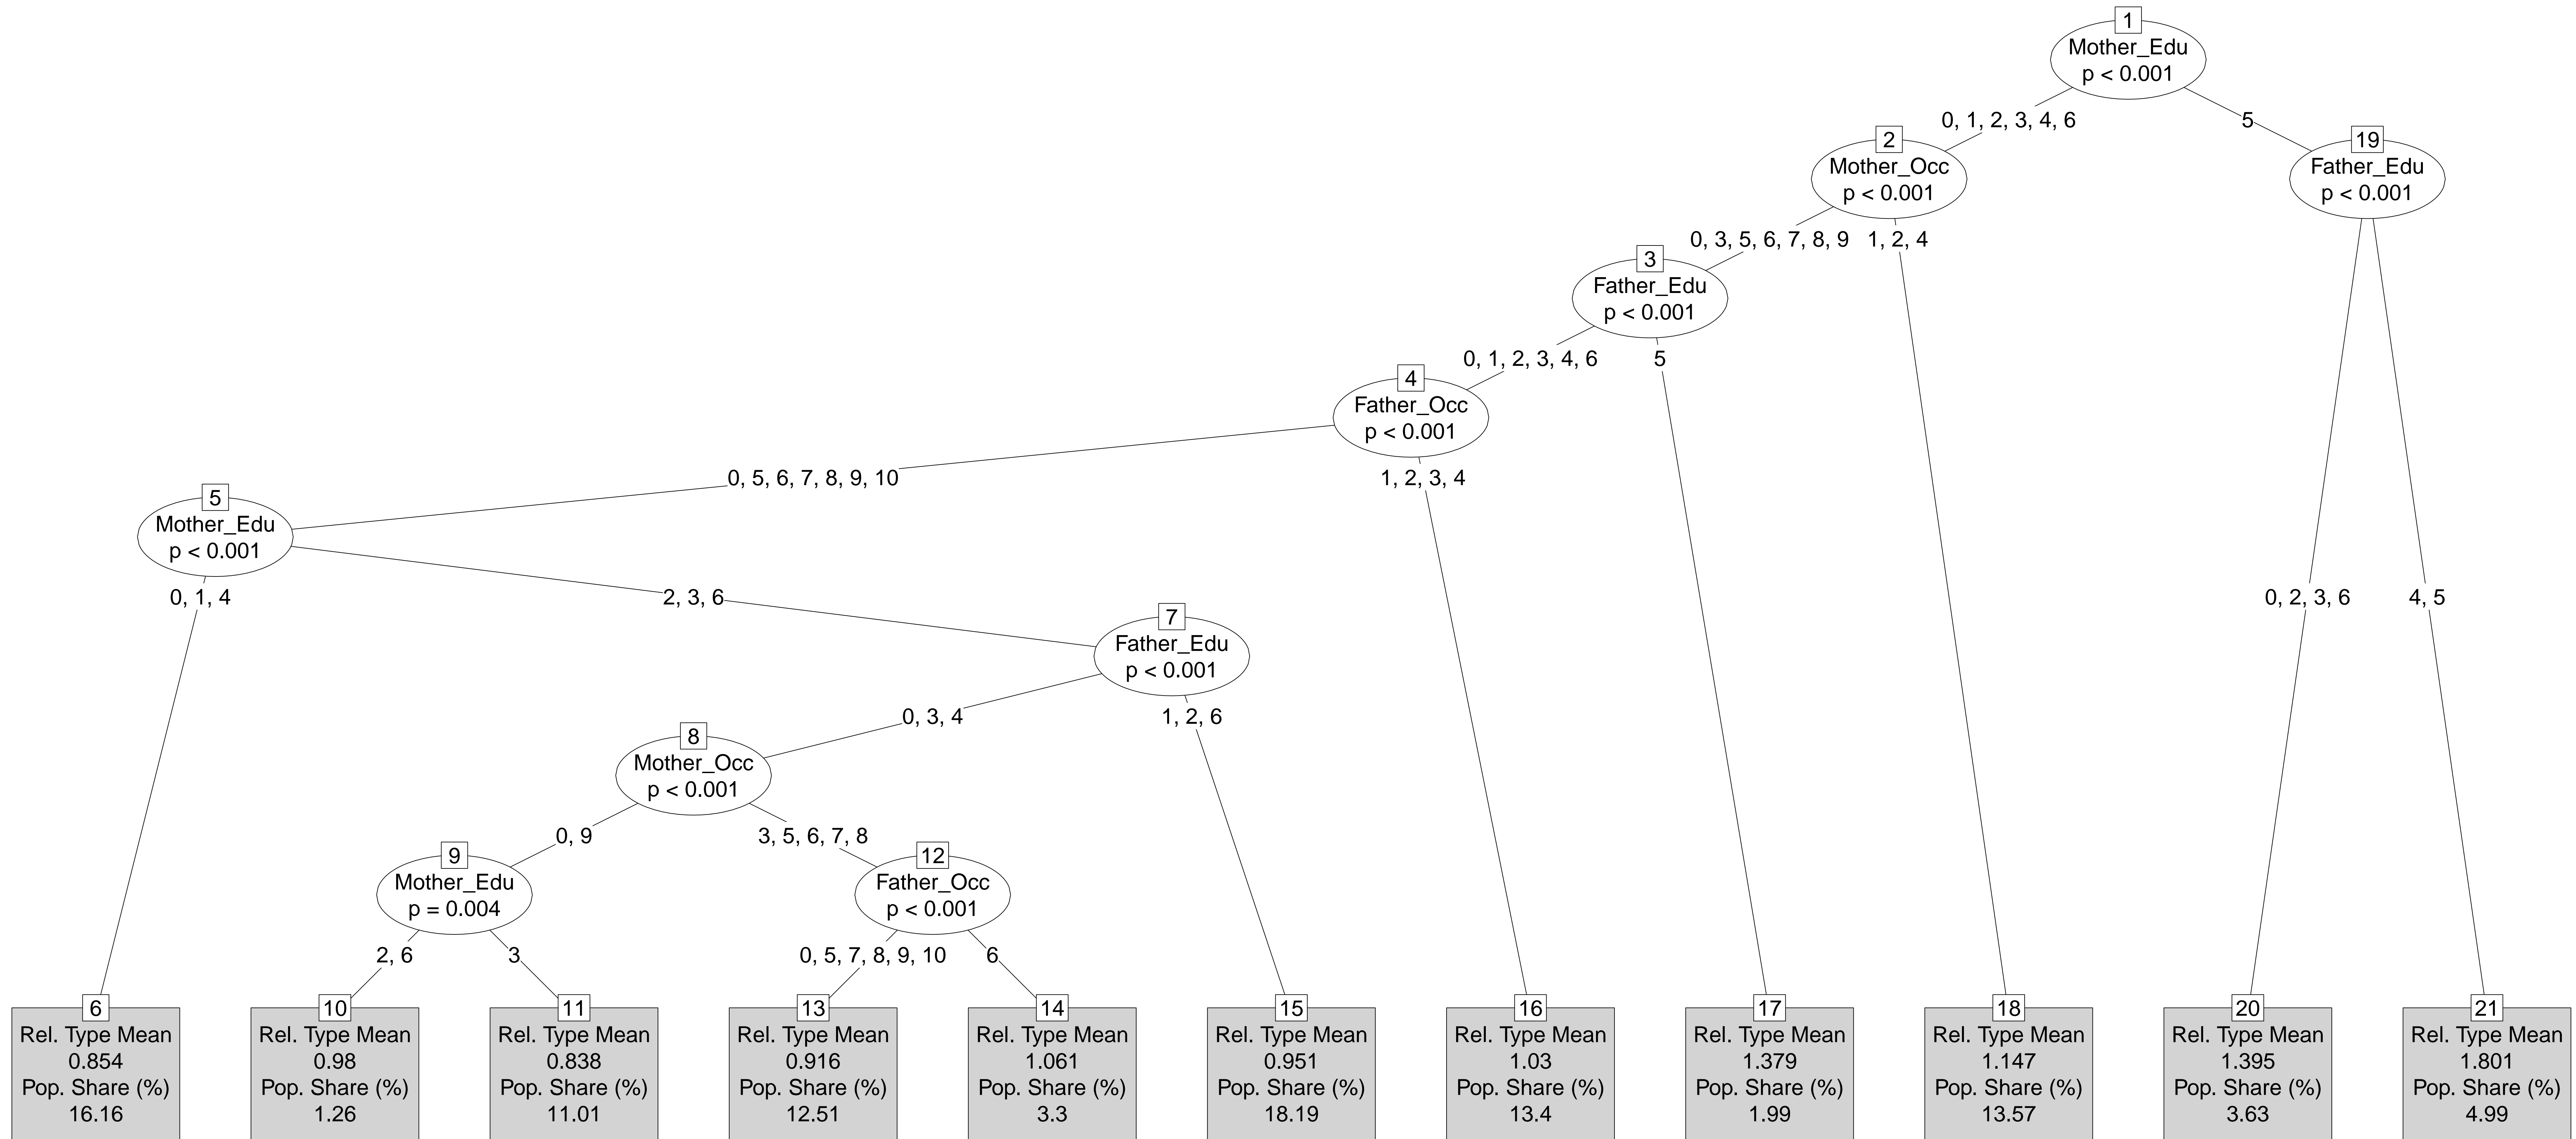 1
Mother_Edu
p < 0.001
0, 1, 2, 3, 4, 6
5
2
Mother_Occ
p < 0.001
19
Father_Edu
p < 0.001
0, 3, 5, 6, 7, 8, 9
1, 2, 4
3
Father_Edu
p < 0.001
0, 1, 2, 3, 4, 6
5
4
Father_Occ
p < 0.001
0, 5, 6, 7, 8, 9, 10
1, 2, 3, 4
5
Mother_Edu
p < 0.001
0, 1, 4
2, 3, 6
0, 2, 3, 6
4, 5
7
Father_Edu
p < 0.001
0, 3, 4
1, 2, 6
8
Mother_Occ
p < 0.001
0, 9
3, 5, 6, 7, 8
9
Mother_Edu
p = 0.004
12
Father_Occ
p < 0.001
2, 6
3
0, 5, 7, 8, 9, 10
6
6
Rel. Type Mean
0.854
Pop. Share (%)
16.16
10
Rel. Type Mean
0.98
Pop. Share (%)
1.26
11
Rel. Type Mean
0.838
Pop. Share (%)
11.01
13
Rel. Type Mean
0.916
Pop. Share (%)
12.51
14
Rel. Type Mean
1.061
Pop. Share (%)
3.3
15
Rel. Type Mean
0.951
Pop. Share (%)
18.19
16
Rel. Type Mean
1.03
Pop. Share (%)
13.4
17
Rel. Type Mean
1.379
Pop. Share (%)
1.99
18
Rel. Type Mean
1.147
Pop. Share (%)
13.57
20
Rel. Type Mean
1.395
Pop. Share (%)
3.63
21
Rel. Type Mean
1.801
Pop. Share (%)
4.99